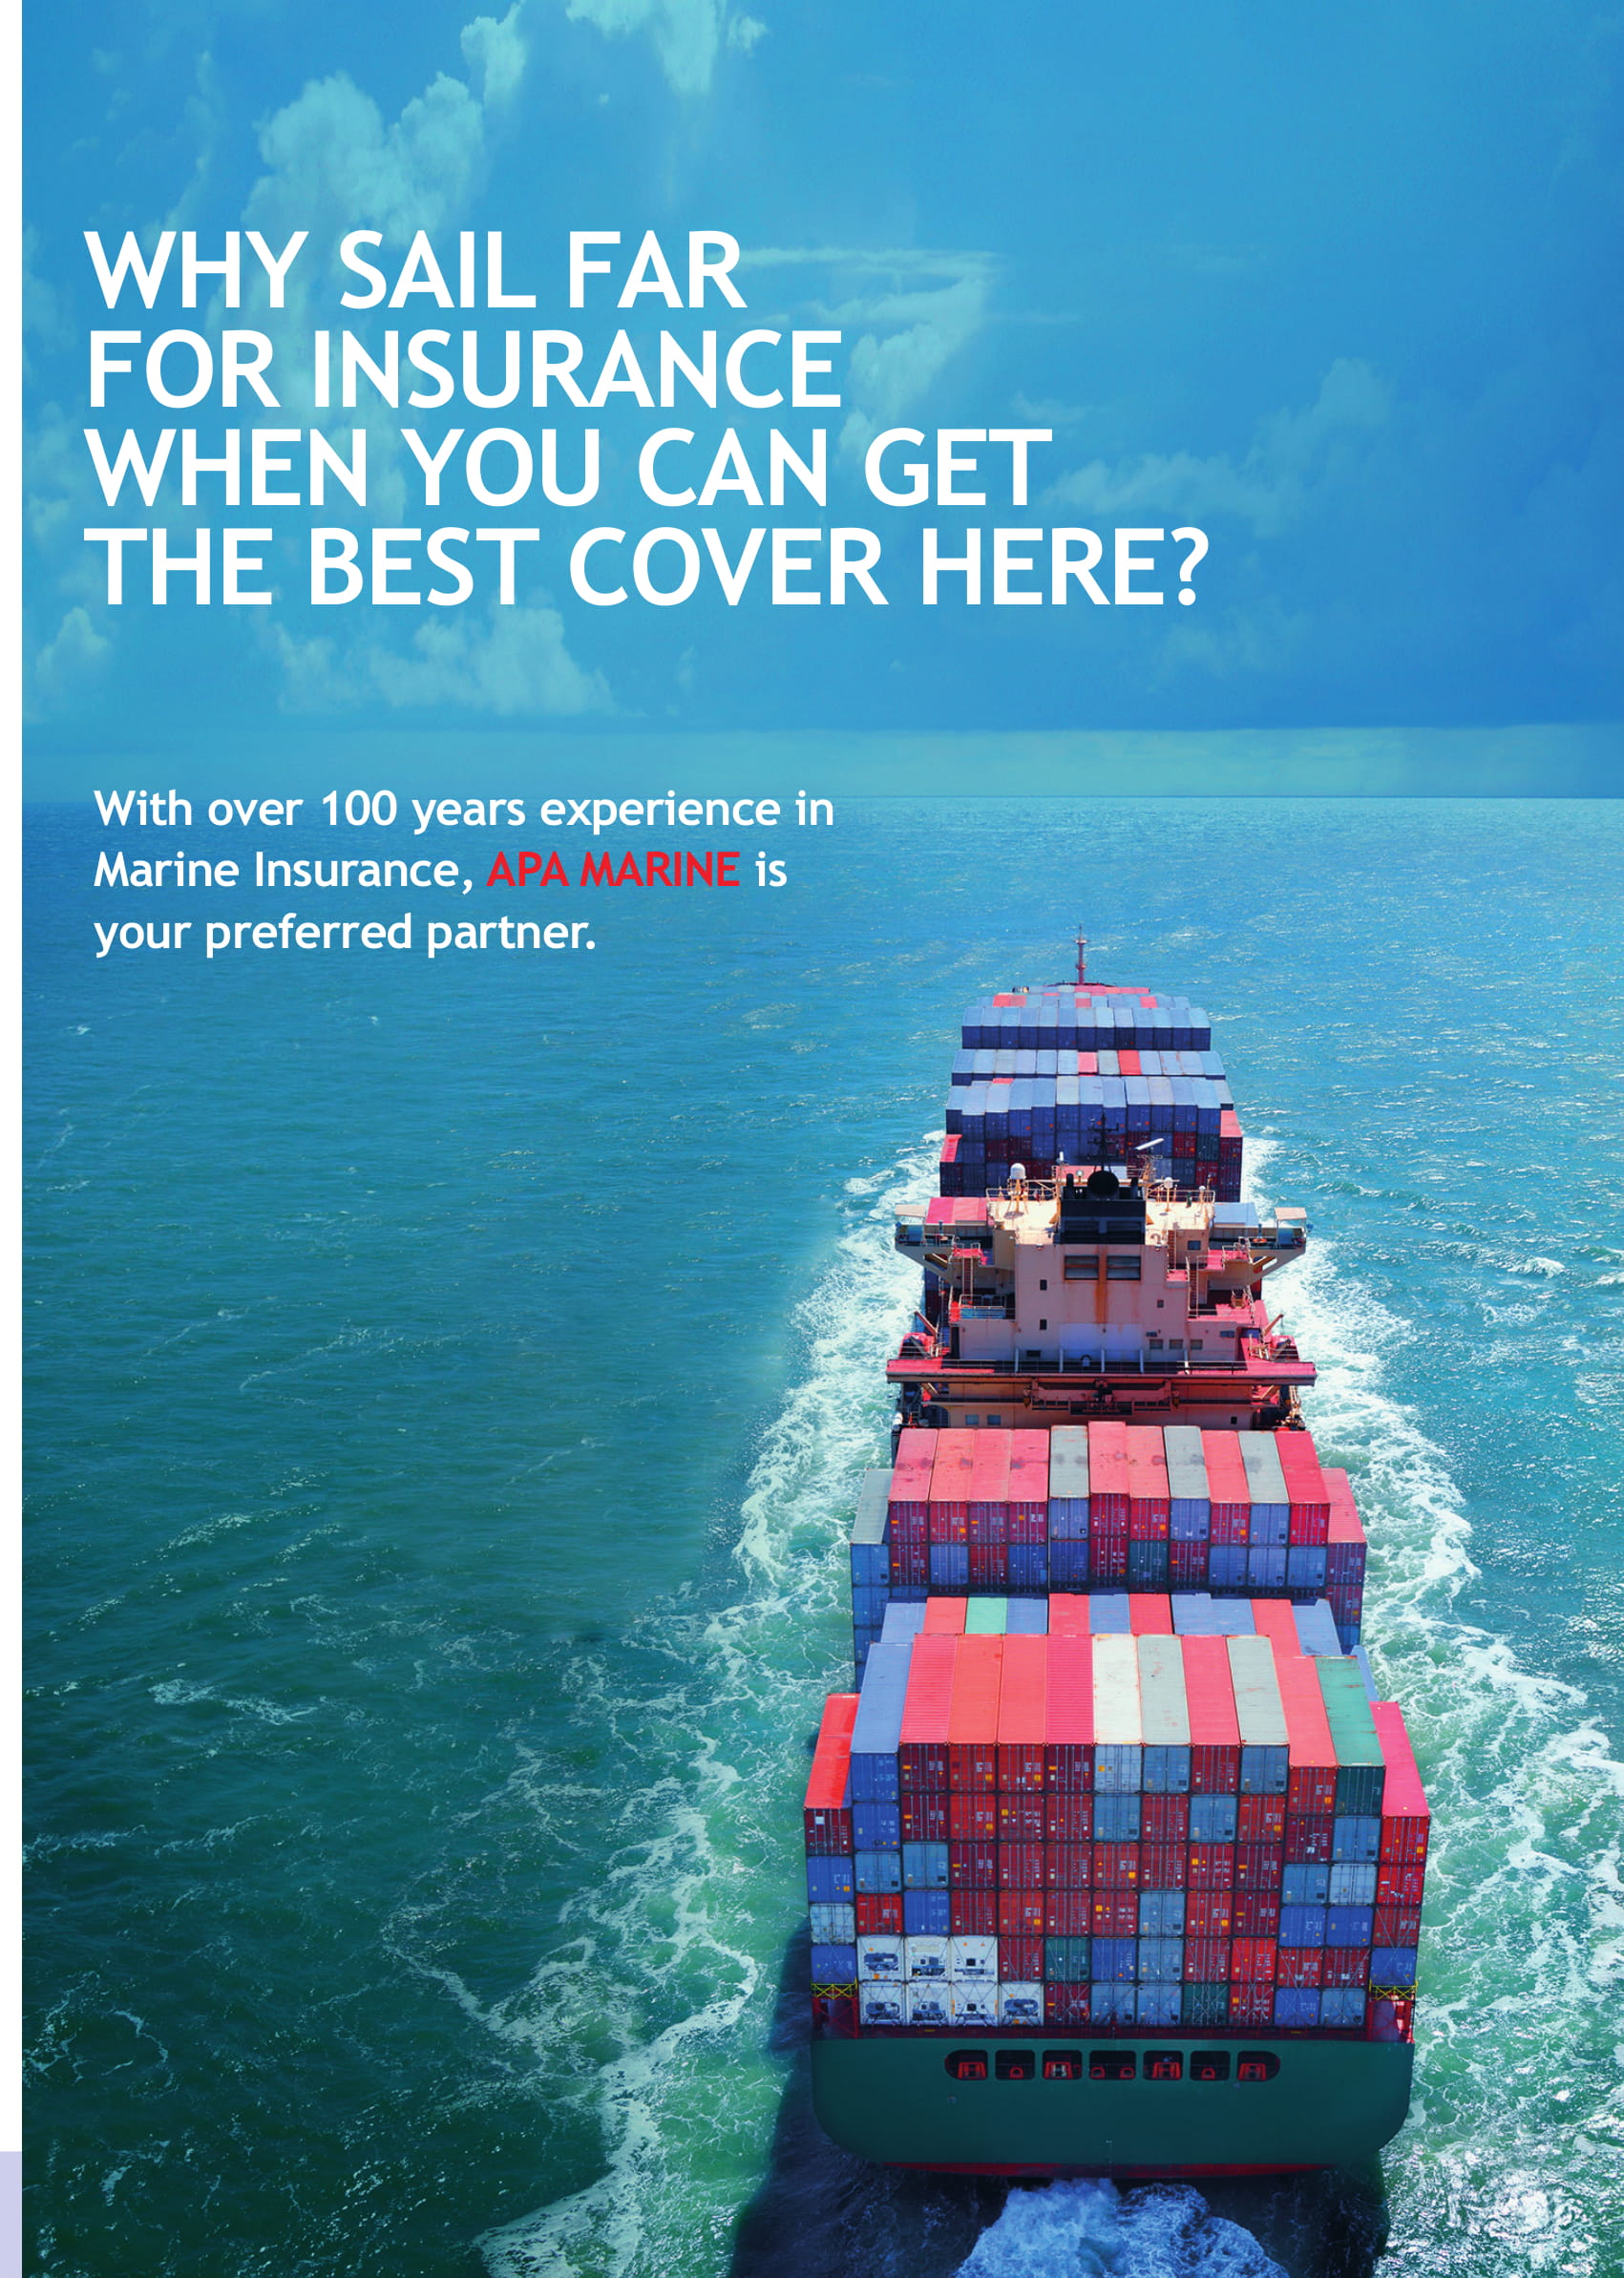 WHY SAIL FAR
FOR INSURANCE
WHEN YOU CAN GET
THE BEST COVER HERE?
With over 100 years experience in
Marine Insurance, APA MARINE is
your preferred partner.